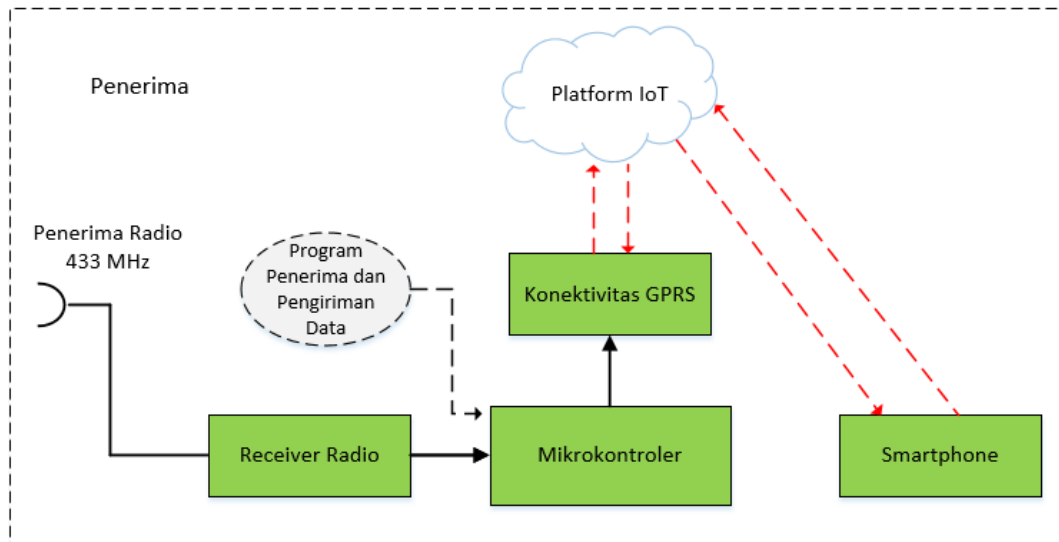 Penerima
Platform IoT
Penerima Radio
433 MHz
Program
Penerima dan
Pengiriman
Data
Konektivitas GPRS
Receiver Radio
Mikrokontroler
Smartphone